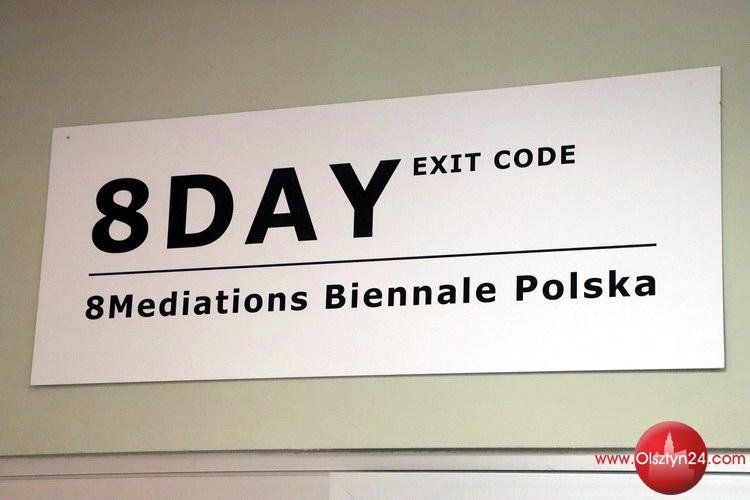 8DAY EXIT CODE
8Mediations Biennale Polska
www.Olsztyn24.com